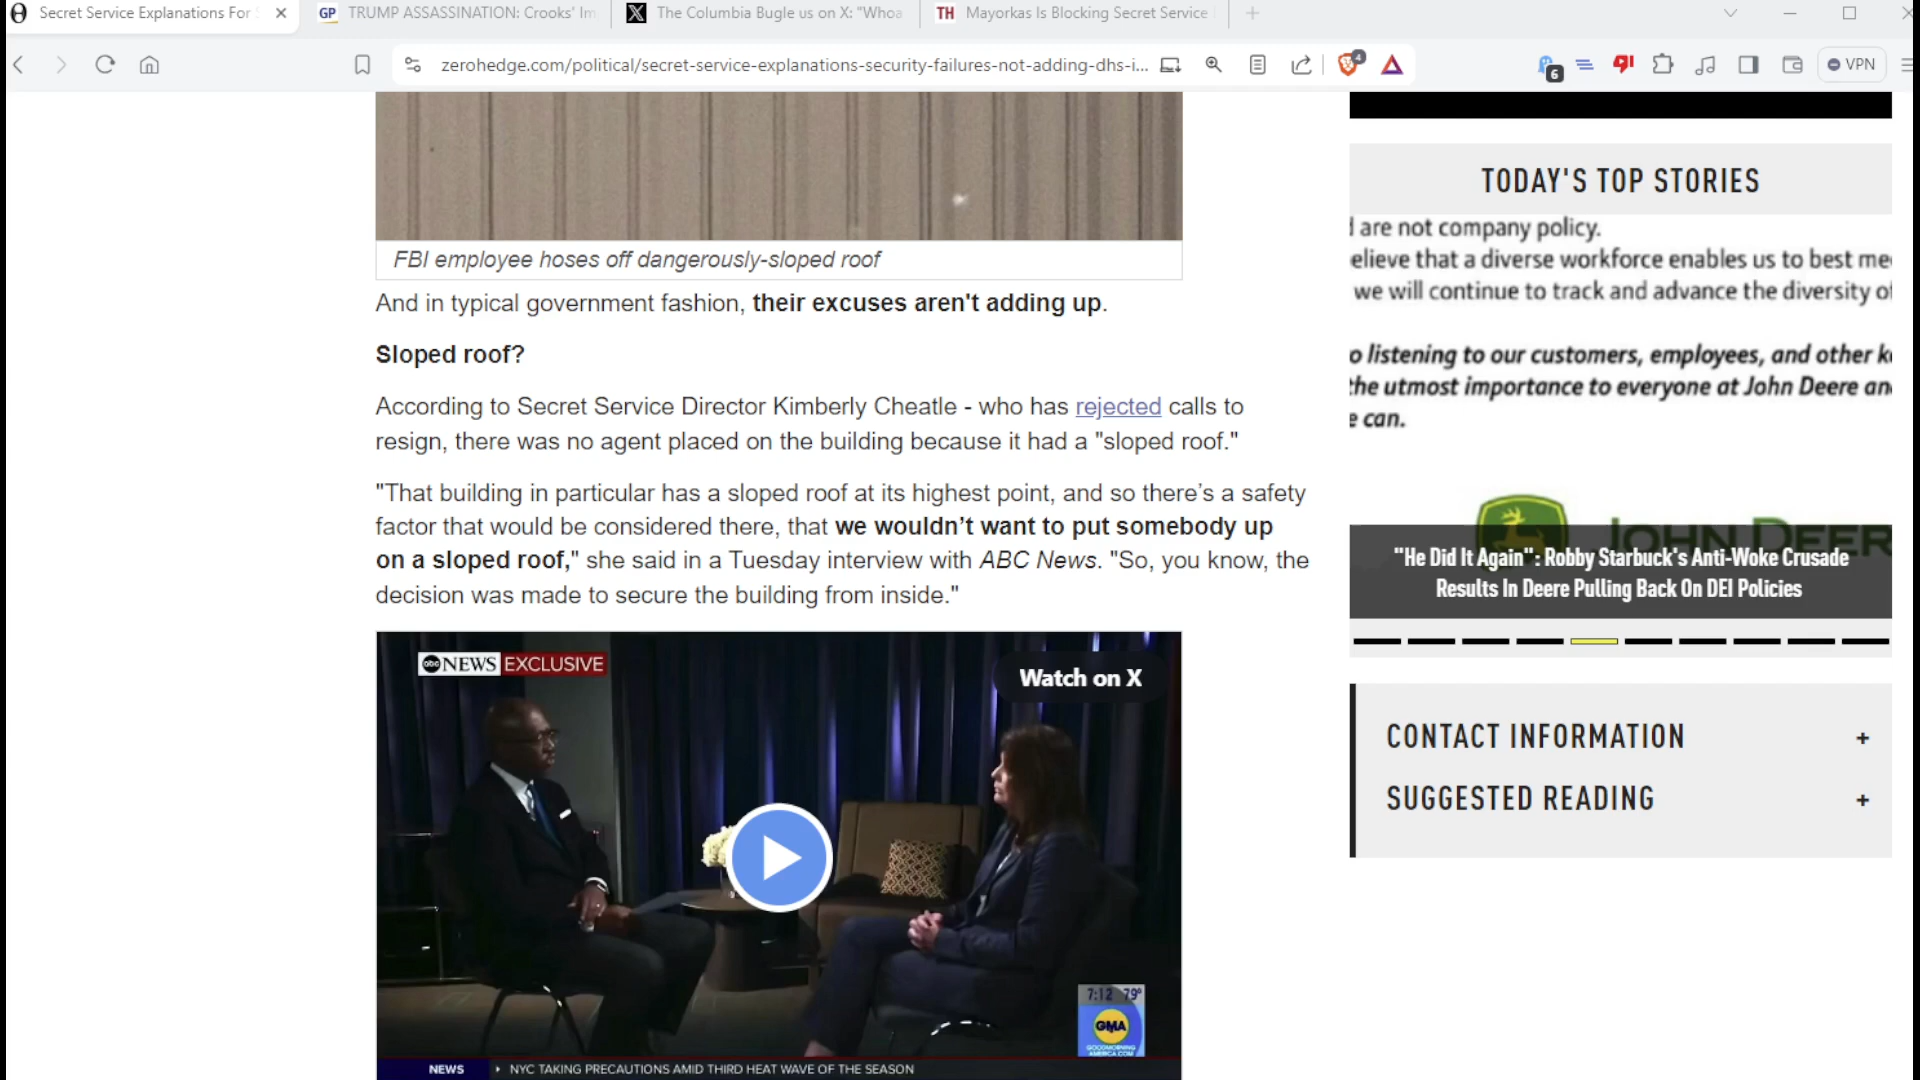 Secret Service Explanations For
GP TRUMP ASSASSINATION: Crooks' Im
X The Columbia Bugle us on X: "Whoa
TH Mayorkas Is Blocking Secret Service
zerohedge.com/political/secret-service-explanations-security-failures-not-adding-dhs-i...
4
6
VPN
FBI employee hoses off dangerously-sloped roof
And in typical government fashion, their excuses aren't adding up.
Sloped roof?
According to Secret Service Director Kimberly Cheatle - who has rejected calls to
resign, there was no agent placed on the building because it had a "sloped roof."
"That building in particular has a sloped roof at its highest point, and so there's a safety
factor that would be considered there, that we wouldn't want to put somebody up
on a sloped roof," she said in a Tuesday interview with ABC News. "So, you know, the
decision was made to secure the building from inside."
abc NEWS EXCLUSIVE
Watch on X
7:12 79°
GMA
GOODMORNING
AMERICA.COM
NEWS NYC TAKING PRECAUTIONS AMID THIRD HEAT WAVE OF THE SEASON
TODAY'S TOP STORIES
are not company policy.
elieve that a diverse workforce enables us to best me
we will continue to track and advance the diversity of
o listening to our customers, employees, and other k
the utmost importance to everyone at John Deere an
e can.
JOHN DEER
"He Did It Again": Robby Starbuck's Anti-Woke Crusade
Results In Deere Pulling Back On DEI Policies
CONTACT INFORMATION +
SUGGESTED READING +